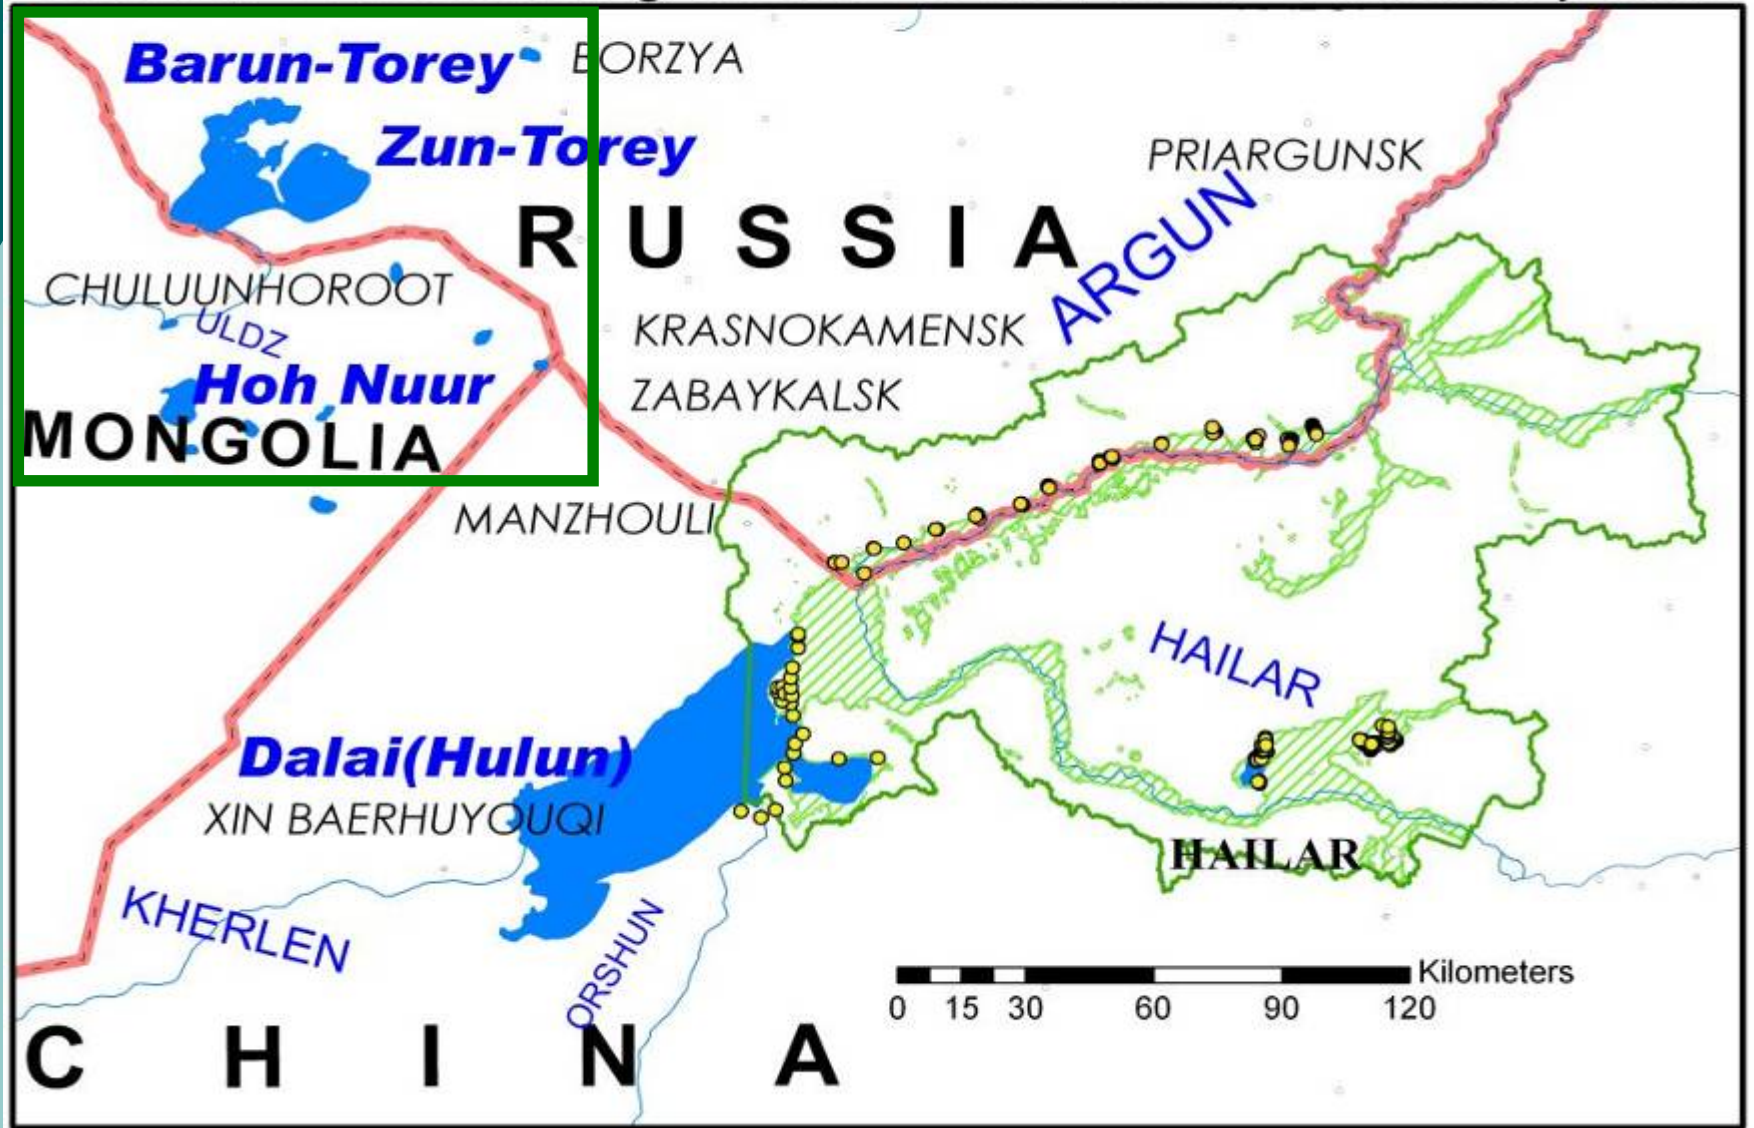 Barun-Torey
BORZYA
Zun-Torey
PRIARGUNSK
RUSSIA
ARGUN
CHULUUNHOROOT
ULDZ
KRASNOKAMENSK
Hoh Nuur
ZABAYKALSK
MONGOLIA
MANZHOULI
HAILAR
Dalai(Hulun)
XIN BAERHUYOUQI
HAILAR
KHERLEN
ORSHUN
Kilometers
0 15 30 60 90 120
CHINA